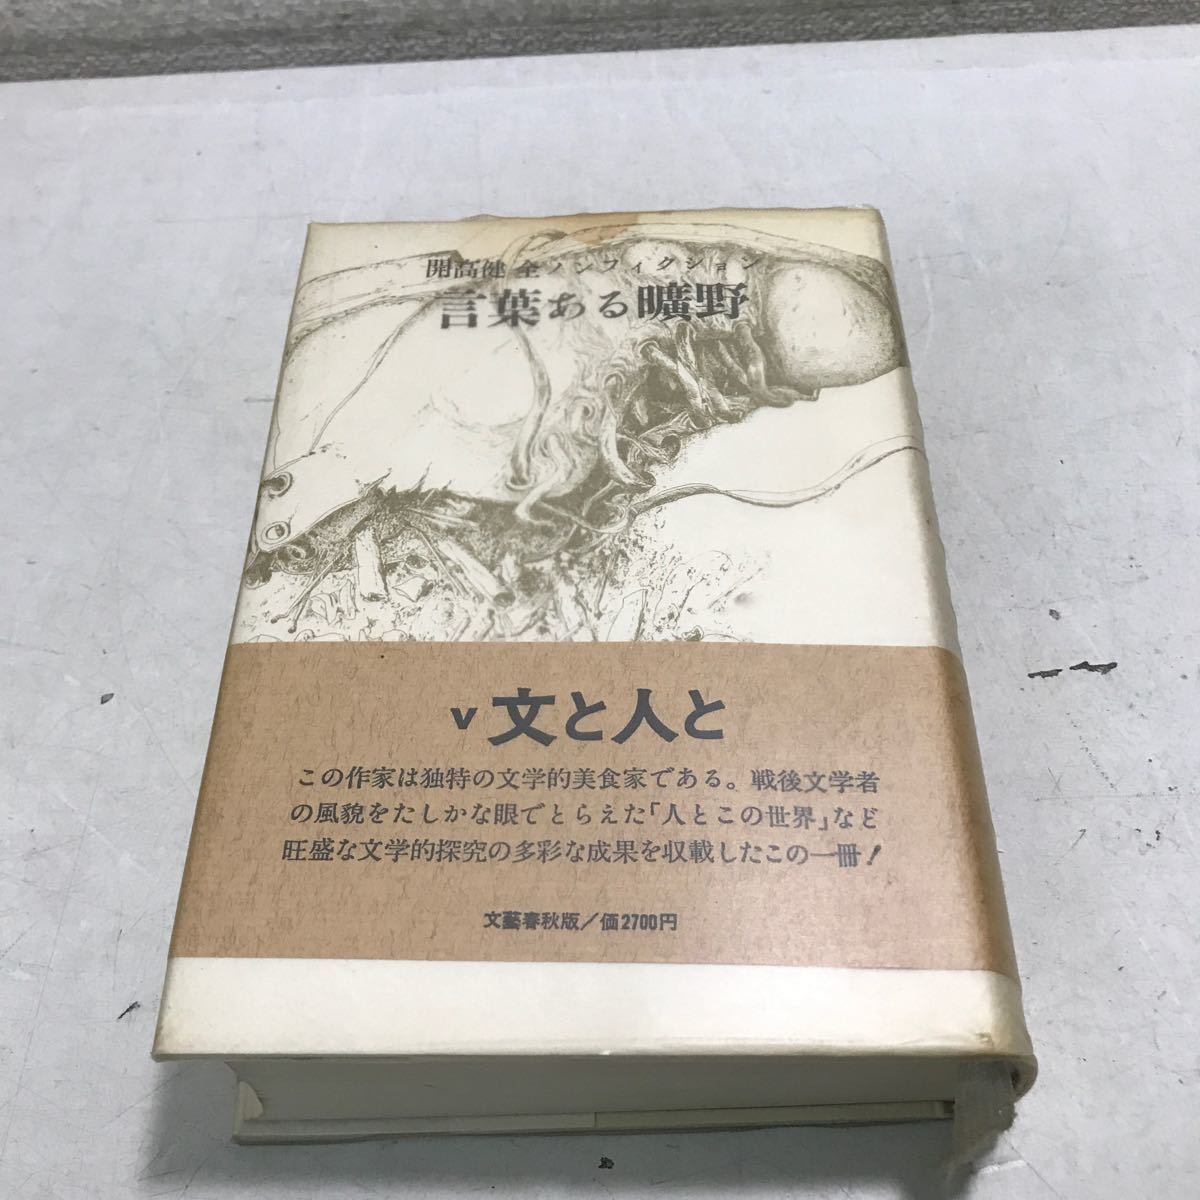 開高健 全ノンフィクション
言葉ある曠野
V 文と人と
この作家は独特の文学的美食家である。戦後文学者
の風貌をたしかな眼でとらえた「人とこの世界」など
旺盛な文学的探究の多彩な成果を収載したこの一冊！
文藝春秋版／価2700円